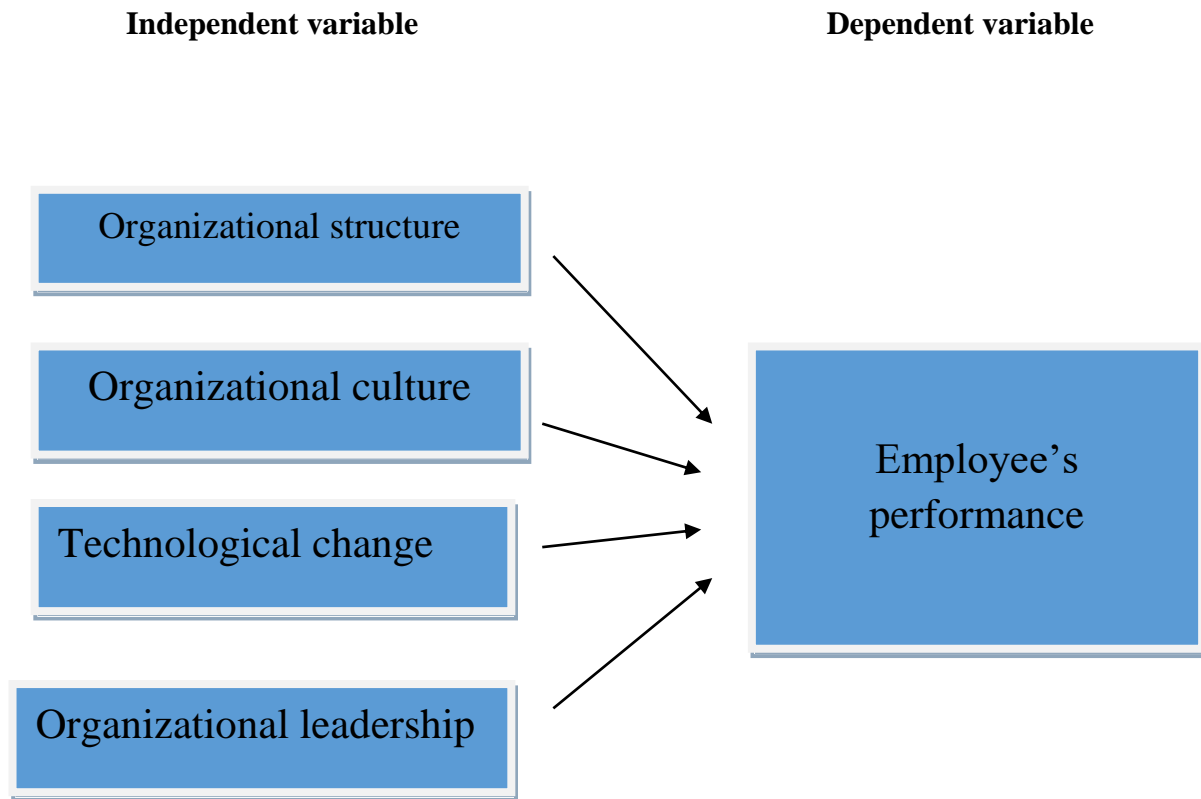 Independent variable
Dependent variable
Organizational structure
Organizational culture
Technological change
Organizational leadership
Employee’s
performance